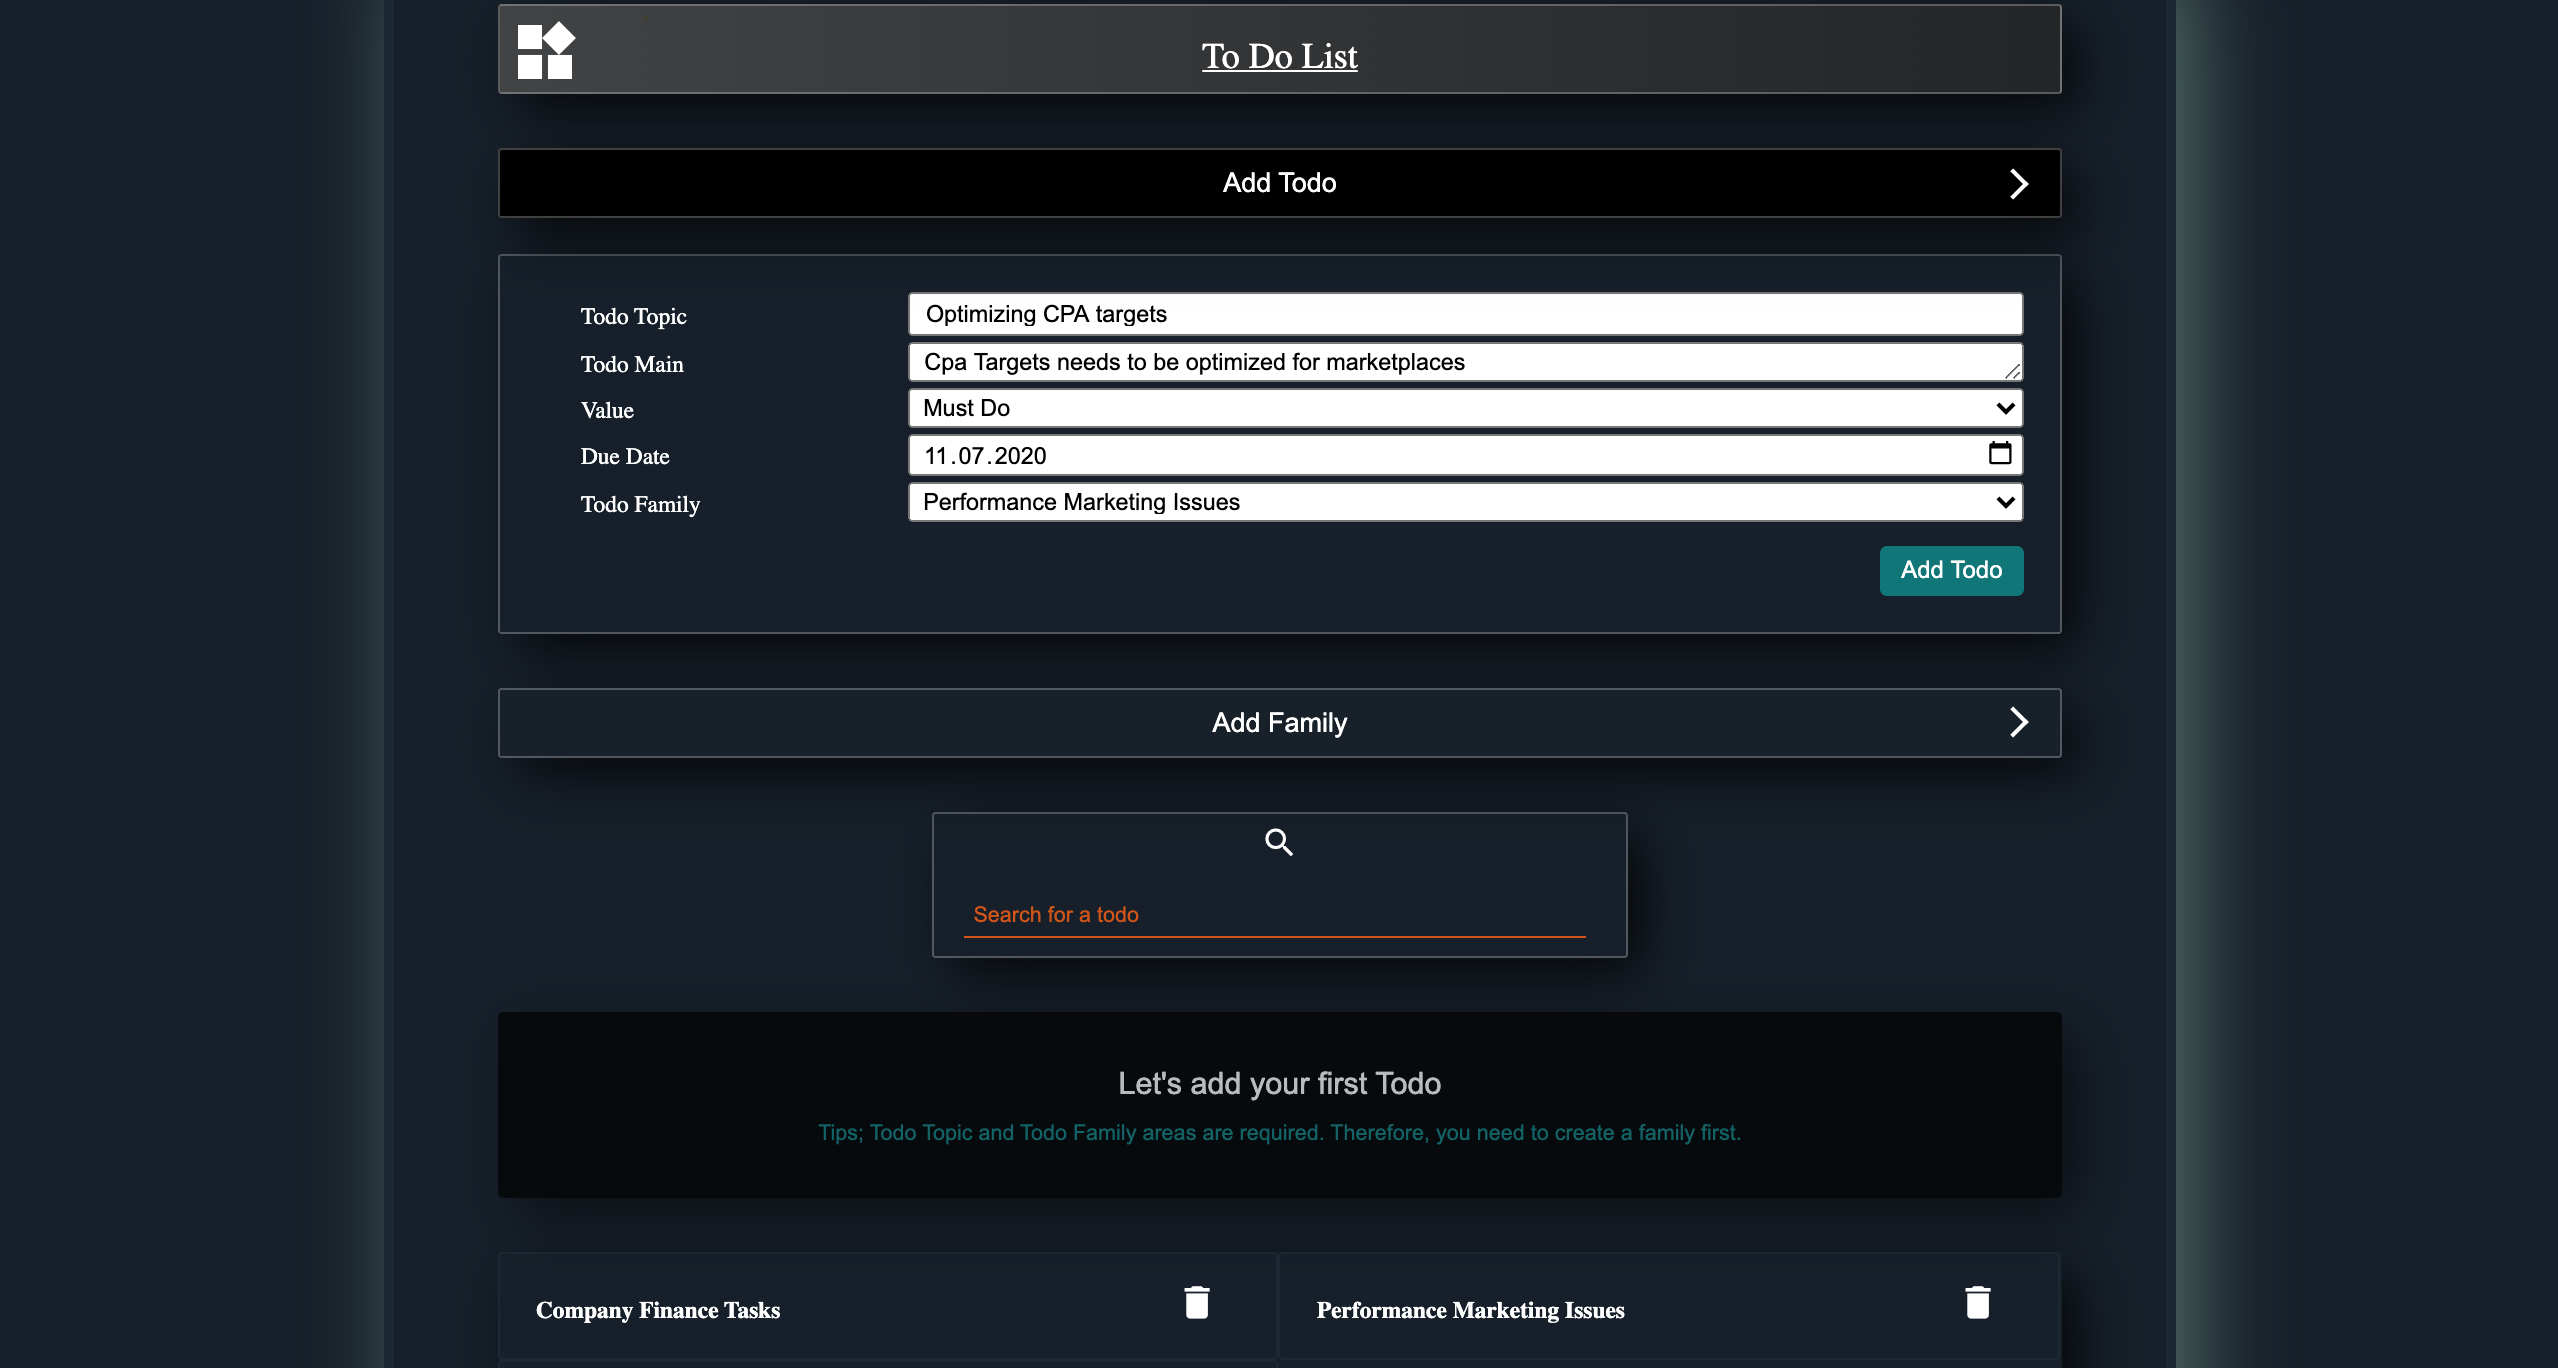 To Do List
Add Todo
Todo Topic
Optimizing CPA targets
Todo Main
Cpa Targets needs to be optimized for marketplaces
Value
Must Do
Due Date
11.07.2020
Todo Family
Performance Marketing Issues
Add Todo
Add Family
Search for a todo
Let's add your first Todo
Tips; Todo Topic and Todo Family areas are required. Therefore, you need to create a family first.
Company Finance Tasks
Performance Marketing Issues